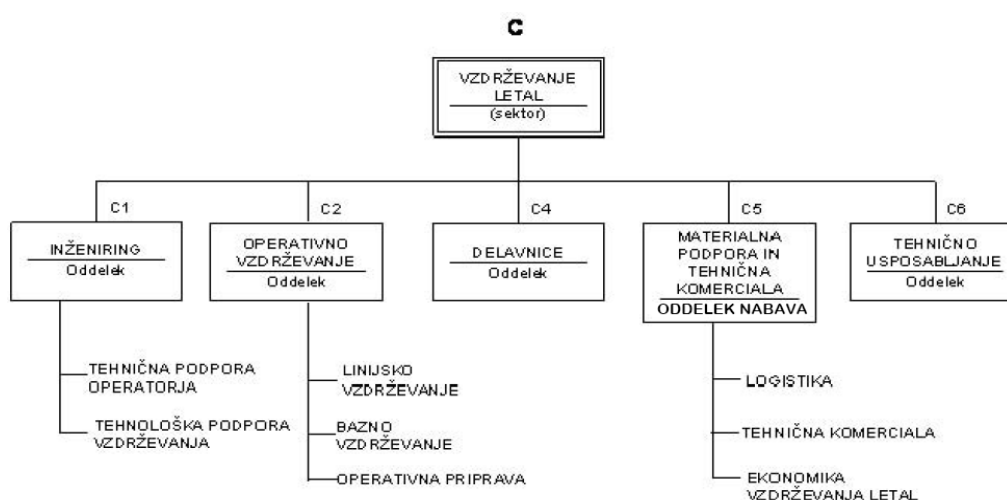 C
VZDRŽEVANJE
LETAL
(sektor)
C1
C2
C4
C5
C6
INŽENIRING
Oddelek
OPERATIVNO
VZDRŽEVANJE
Oddelek
DELAVNICE
Oddelek
MATERIALNA
PODPORA IN
TEHNIČNA
KOMERCIALA
ODDELEK NABAVA
TEHNIČNO
USPOSABLJANJE
Oddelek
TEHNIČNA PODPORA
OPERATORJA
TEHNOLOŠKA PODPORA
VZDRŽEVANJA
LINIJSKO
VZDRŽEVANJE
BAZNO
VZDRŽEVANJE
OPERATIVNA PRIPRAVA
LOGISTIKA
TEHNIČNA KOMERCIALA
EKONOMIKA
VZDRŽEVANJA LETAL